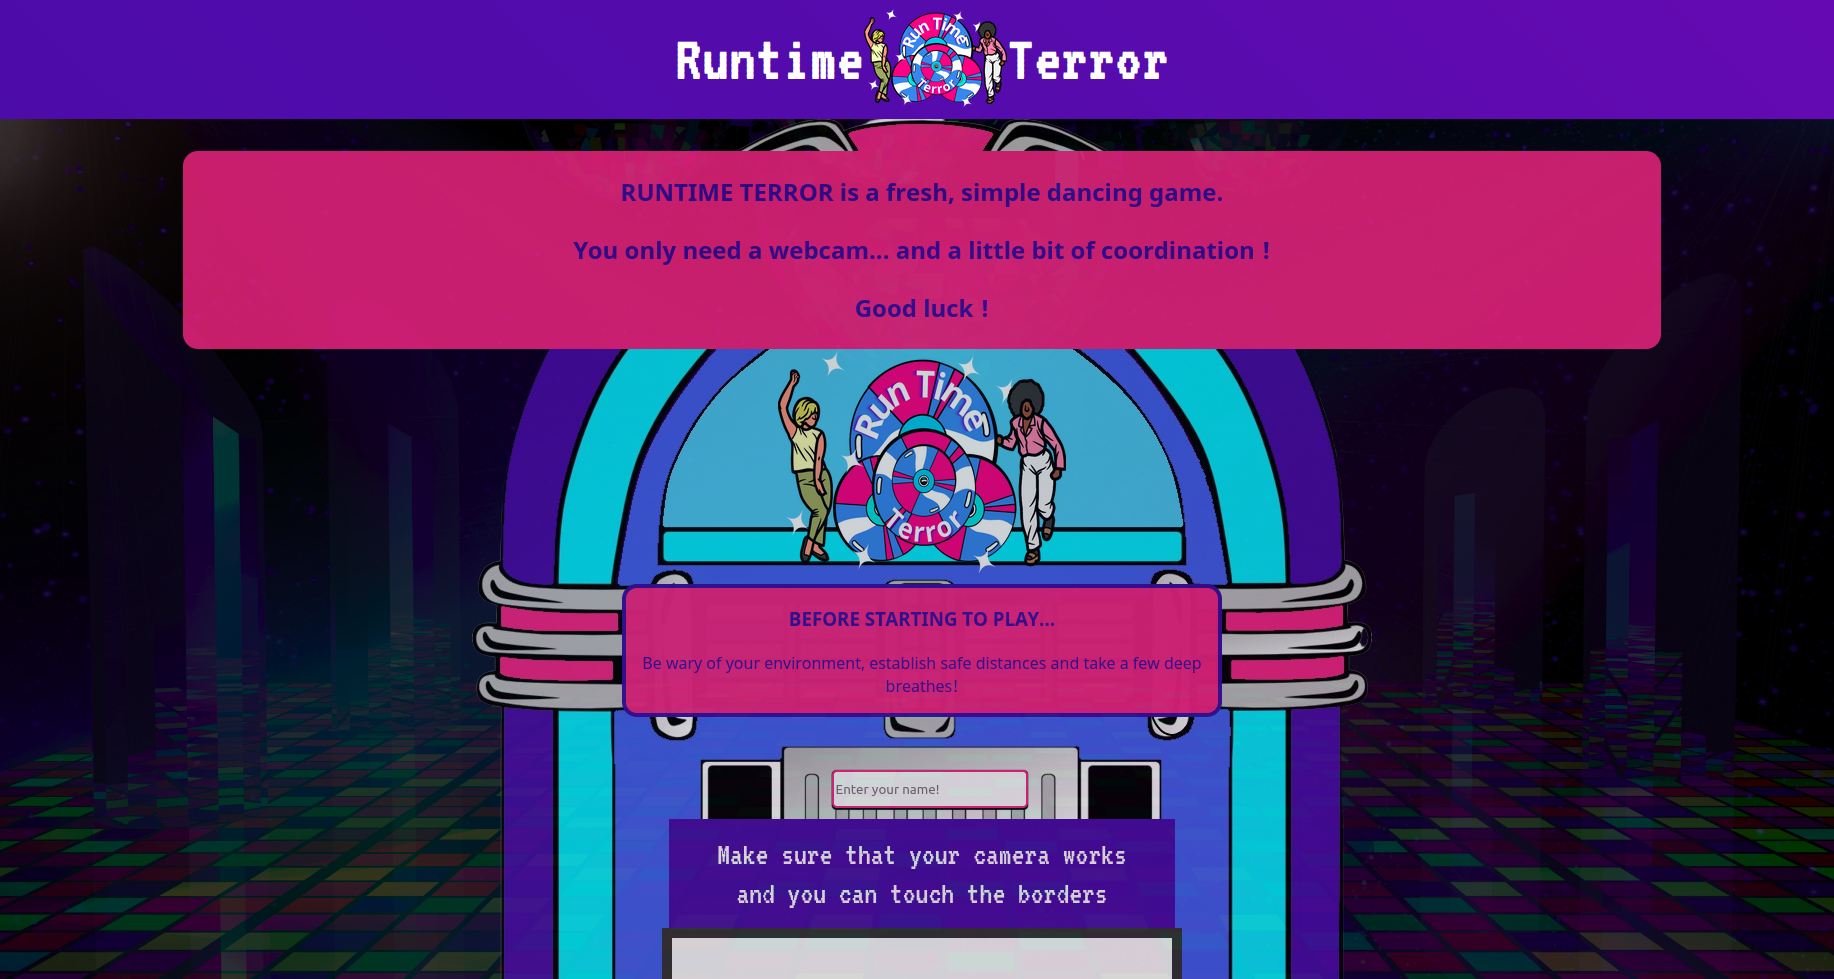 Runtime Run Time Terror Terror
RUNTIME TERROR is a fresh, simple dancing game.
You only need a webcam... and a little bit of coordination !
Good luck !
Run Time
Terror
BEFORE STARTING TO PLAY...
Be wary of your environment, establish safe distances and take a few deep
breathes!
Enter your name!
Make sure that your camera works
and you can touch the borders